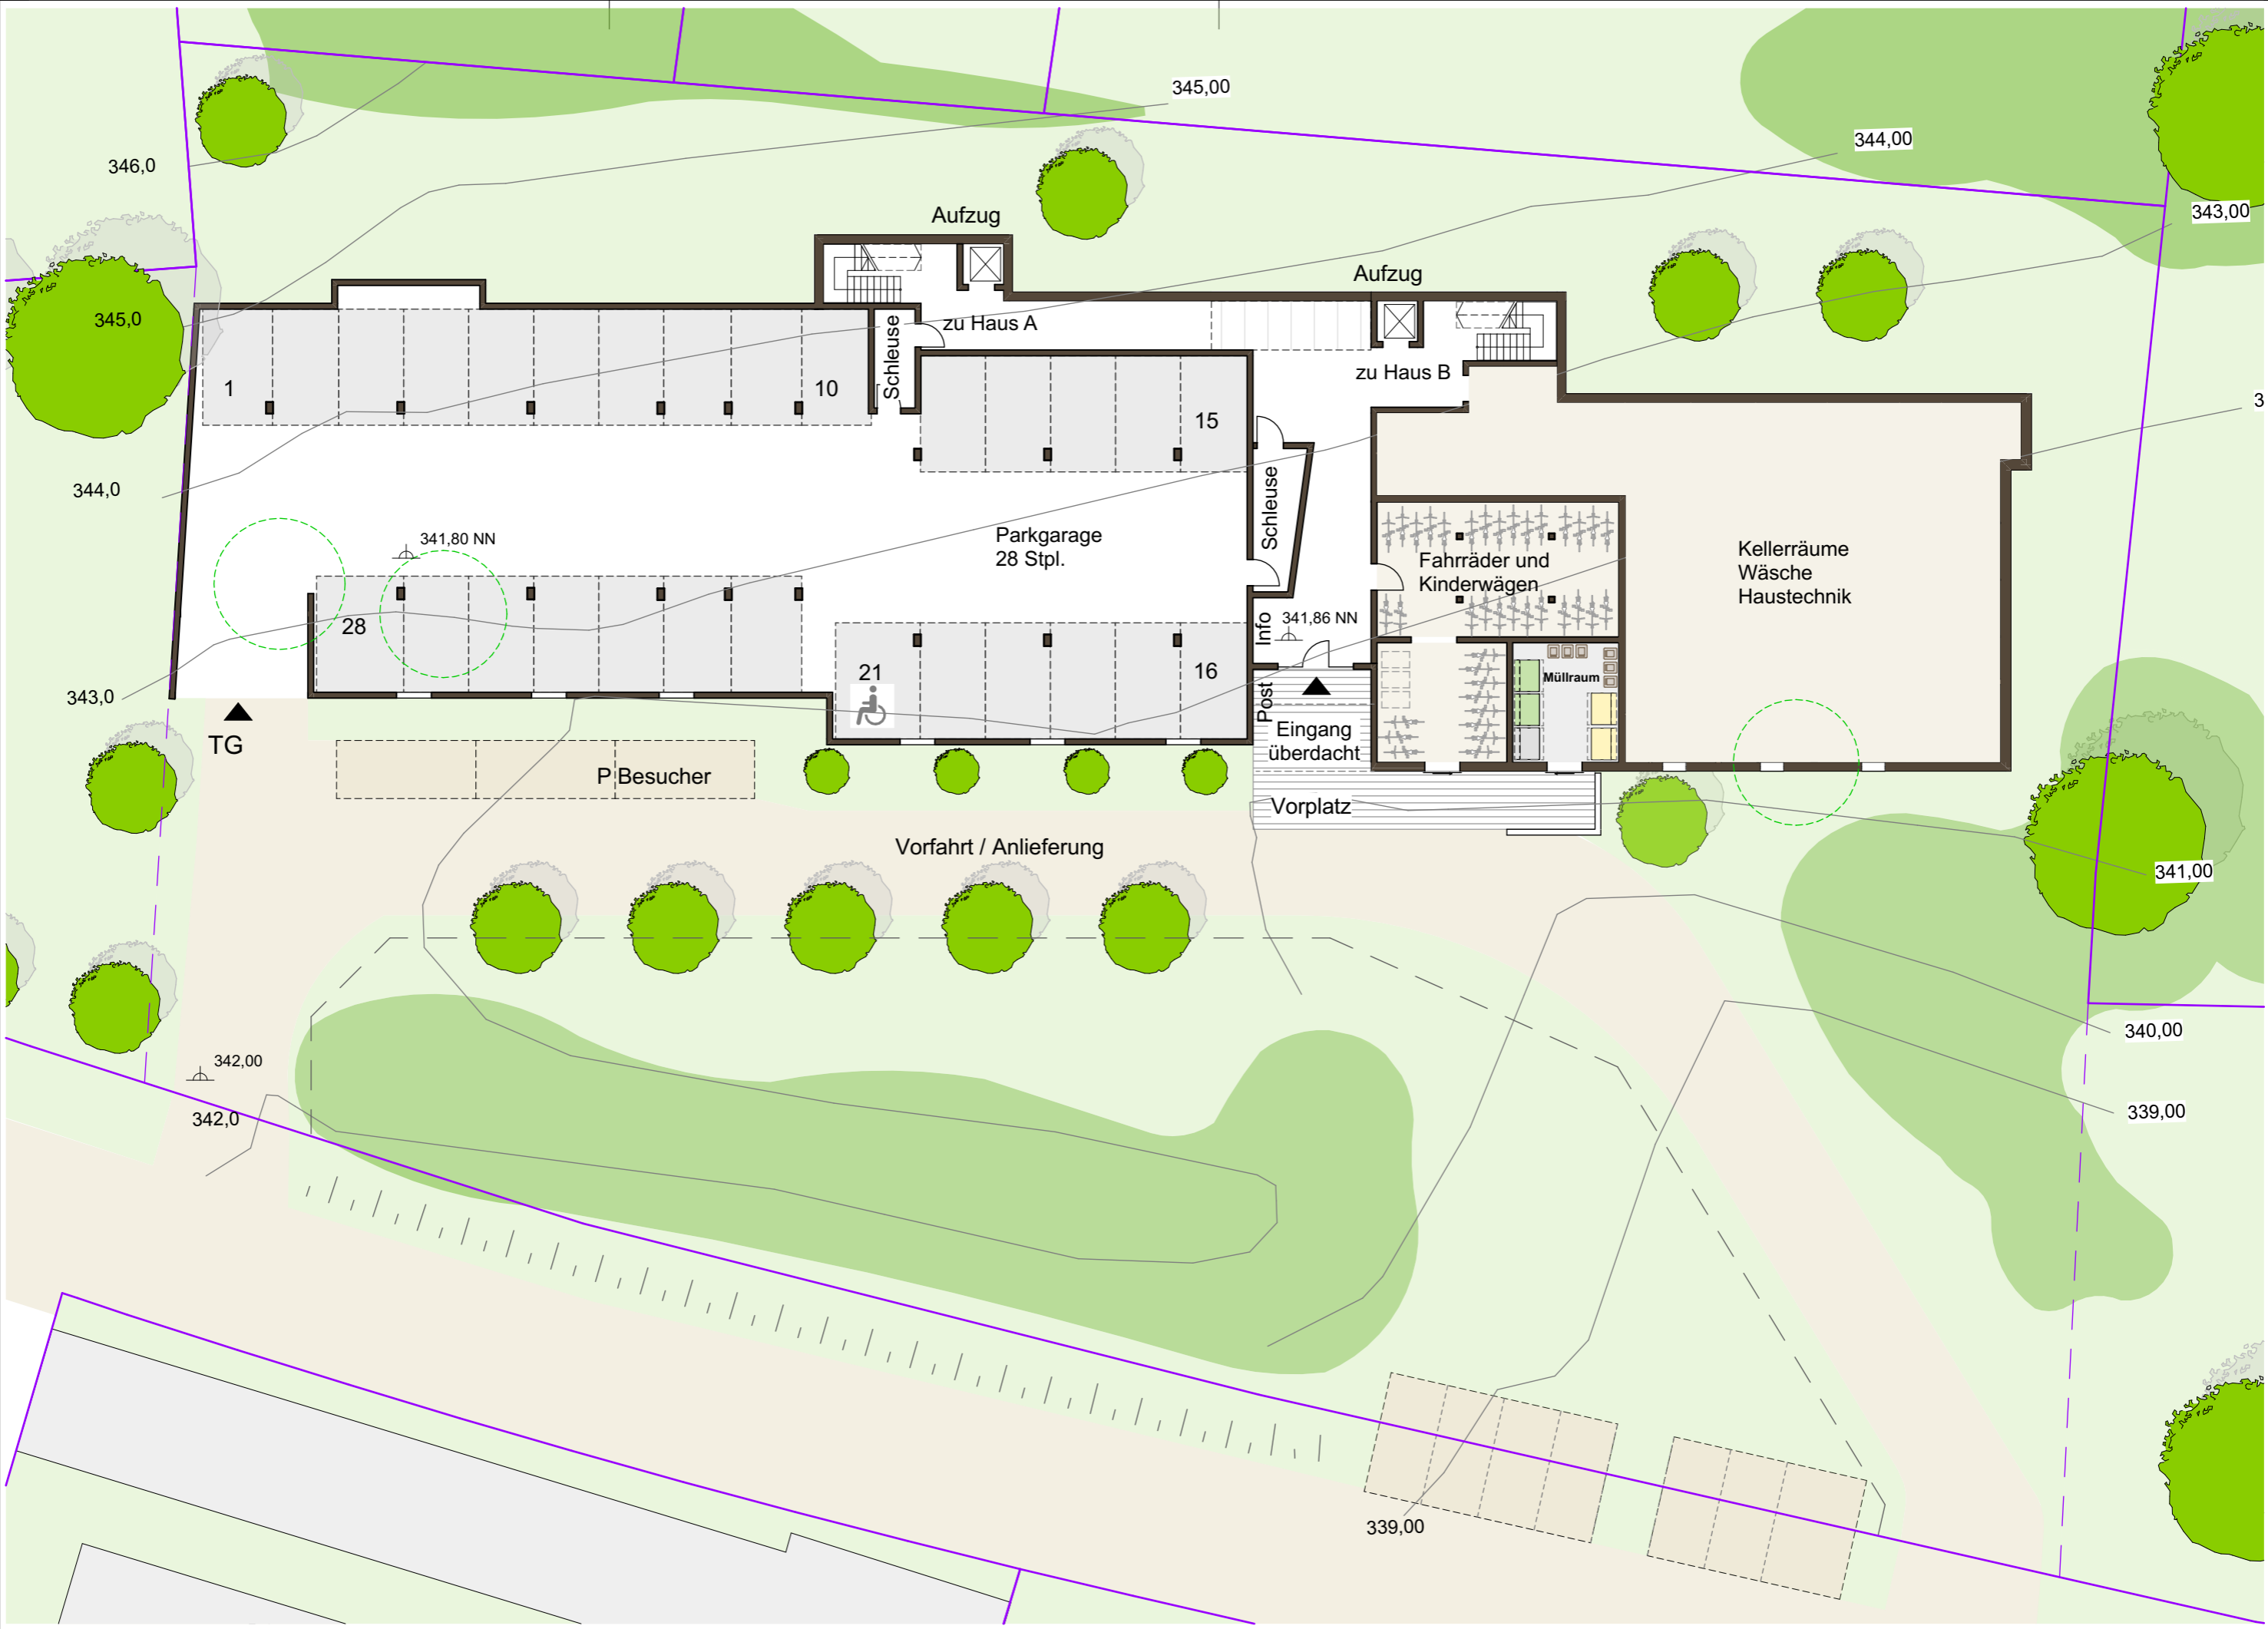 345,00
344,00
346,0
343,00
Aufzug
Aufzug
345,0
zu Haus A
Schleuse
zu Haus B
1
10
15
3
344,0
Schleuse
341,80 NN
Parkgarage
28 Stpl.
Kellerräume
Wäsche
Haustechnik
Fahrräder und
Kinderwägen
28
Info
341,86 NN
343,0
21
16
Müllraum
Post
TG
Eingang
überdacht
P Besucher
Vorplatz
Vorfahrt / Anlieferung
341,00
340,00
342,00
342,0
339,00
339,00